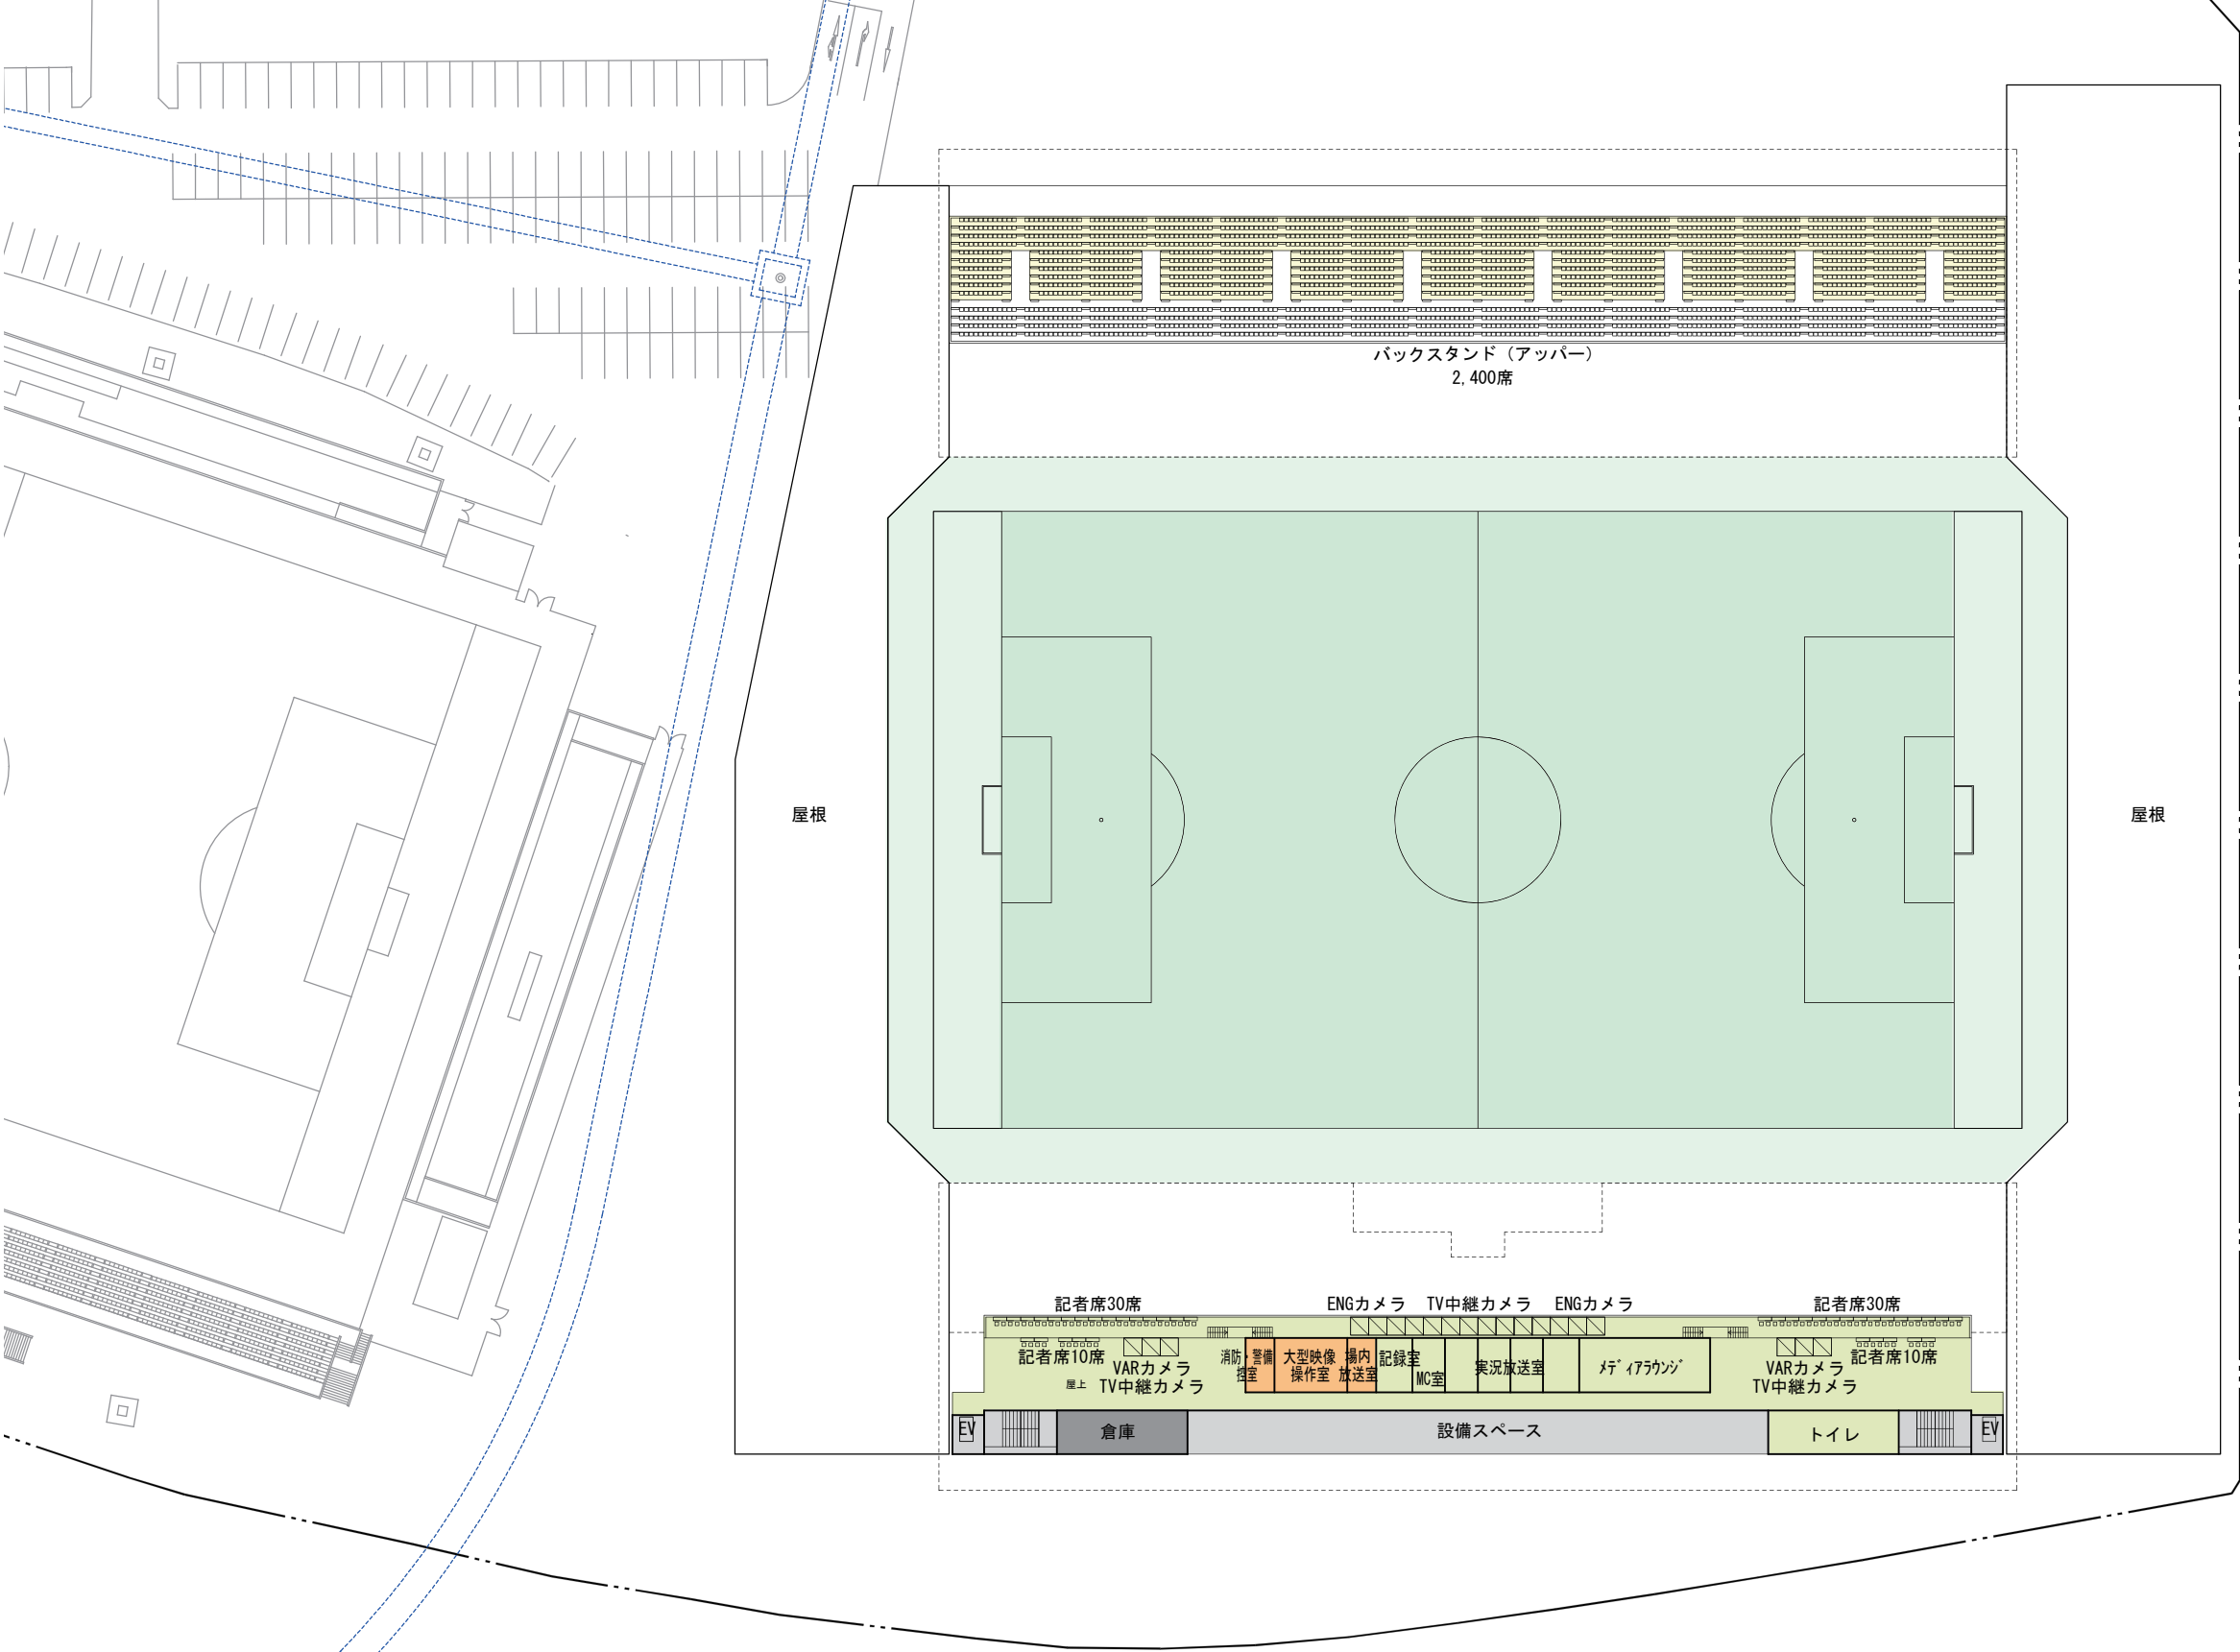 バックスタンド（アッパー）
2,400席
屋根
屋根
記者席30席
ENGカメラ
TV中継カメラ
ENGカメラ
記者席30席
記者席10席
VARカメラ
TV中継カメラ
屋上
消防・警備
控室
大型映像
操作室
場内
放送室
記録室
MC室
実況放送室
ﾒﾃﾞｨｱﾗｳﾝｼﾞ
VARカメラ
TV中継カメラ
記者席10席
EV
倉庫
設備スペース
トイレ
EV